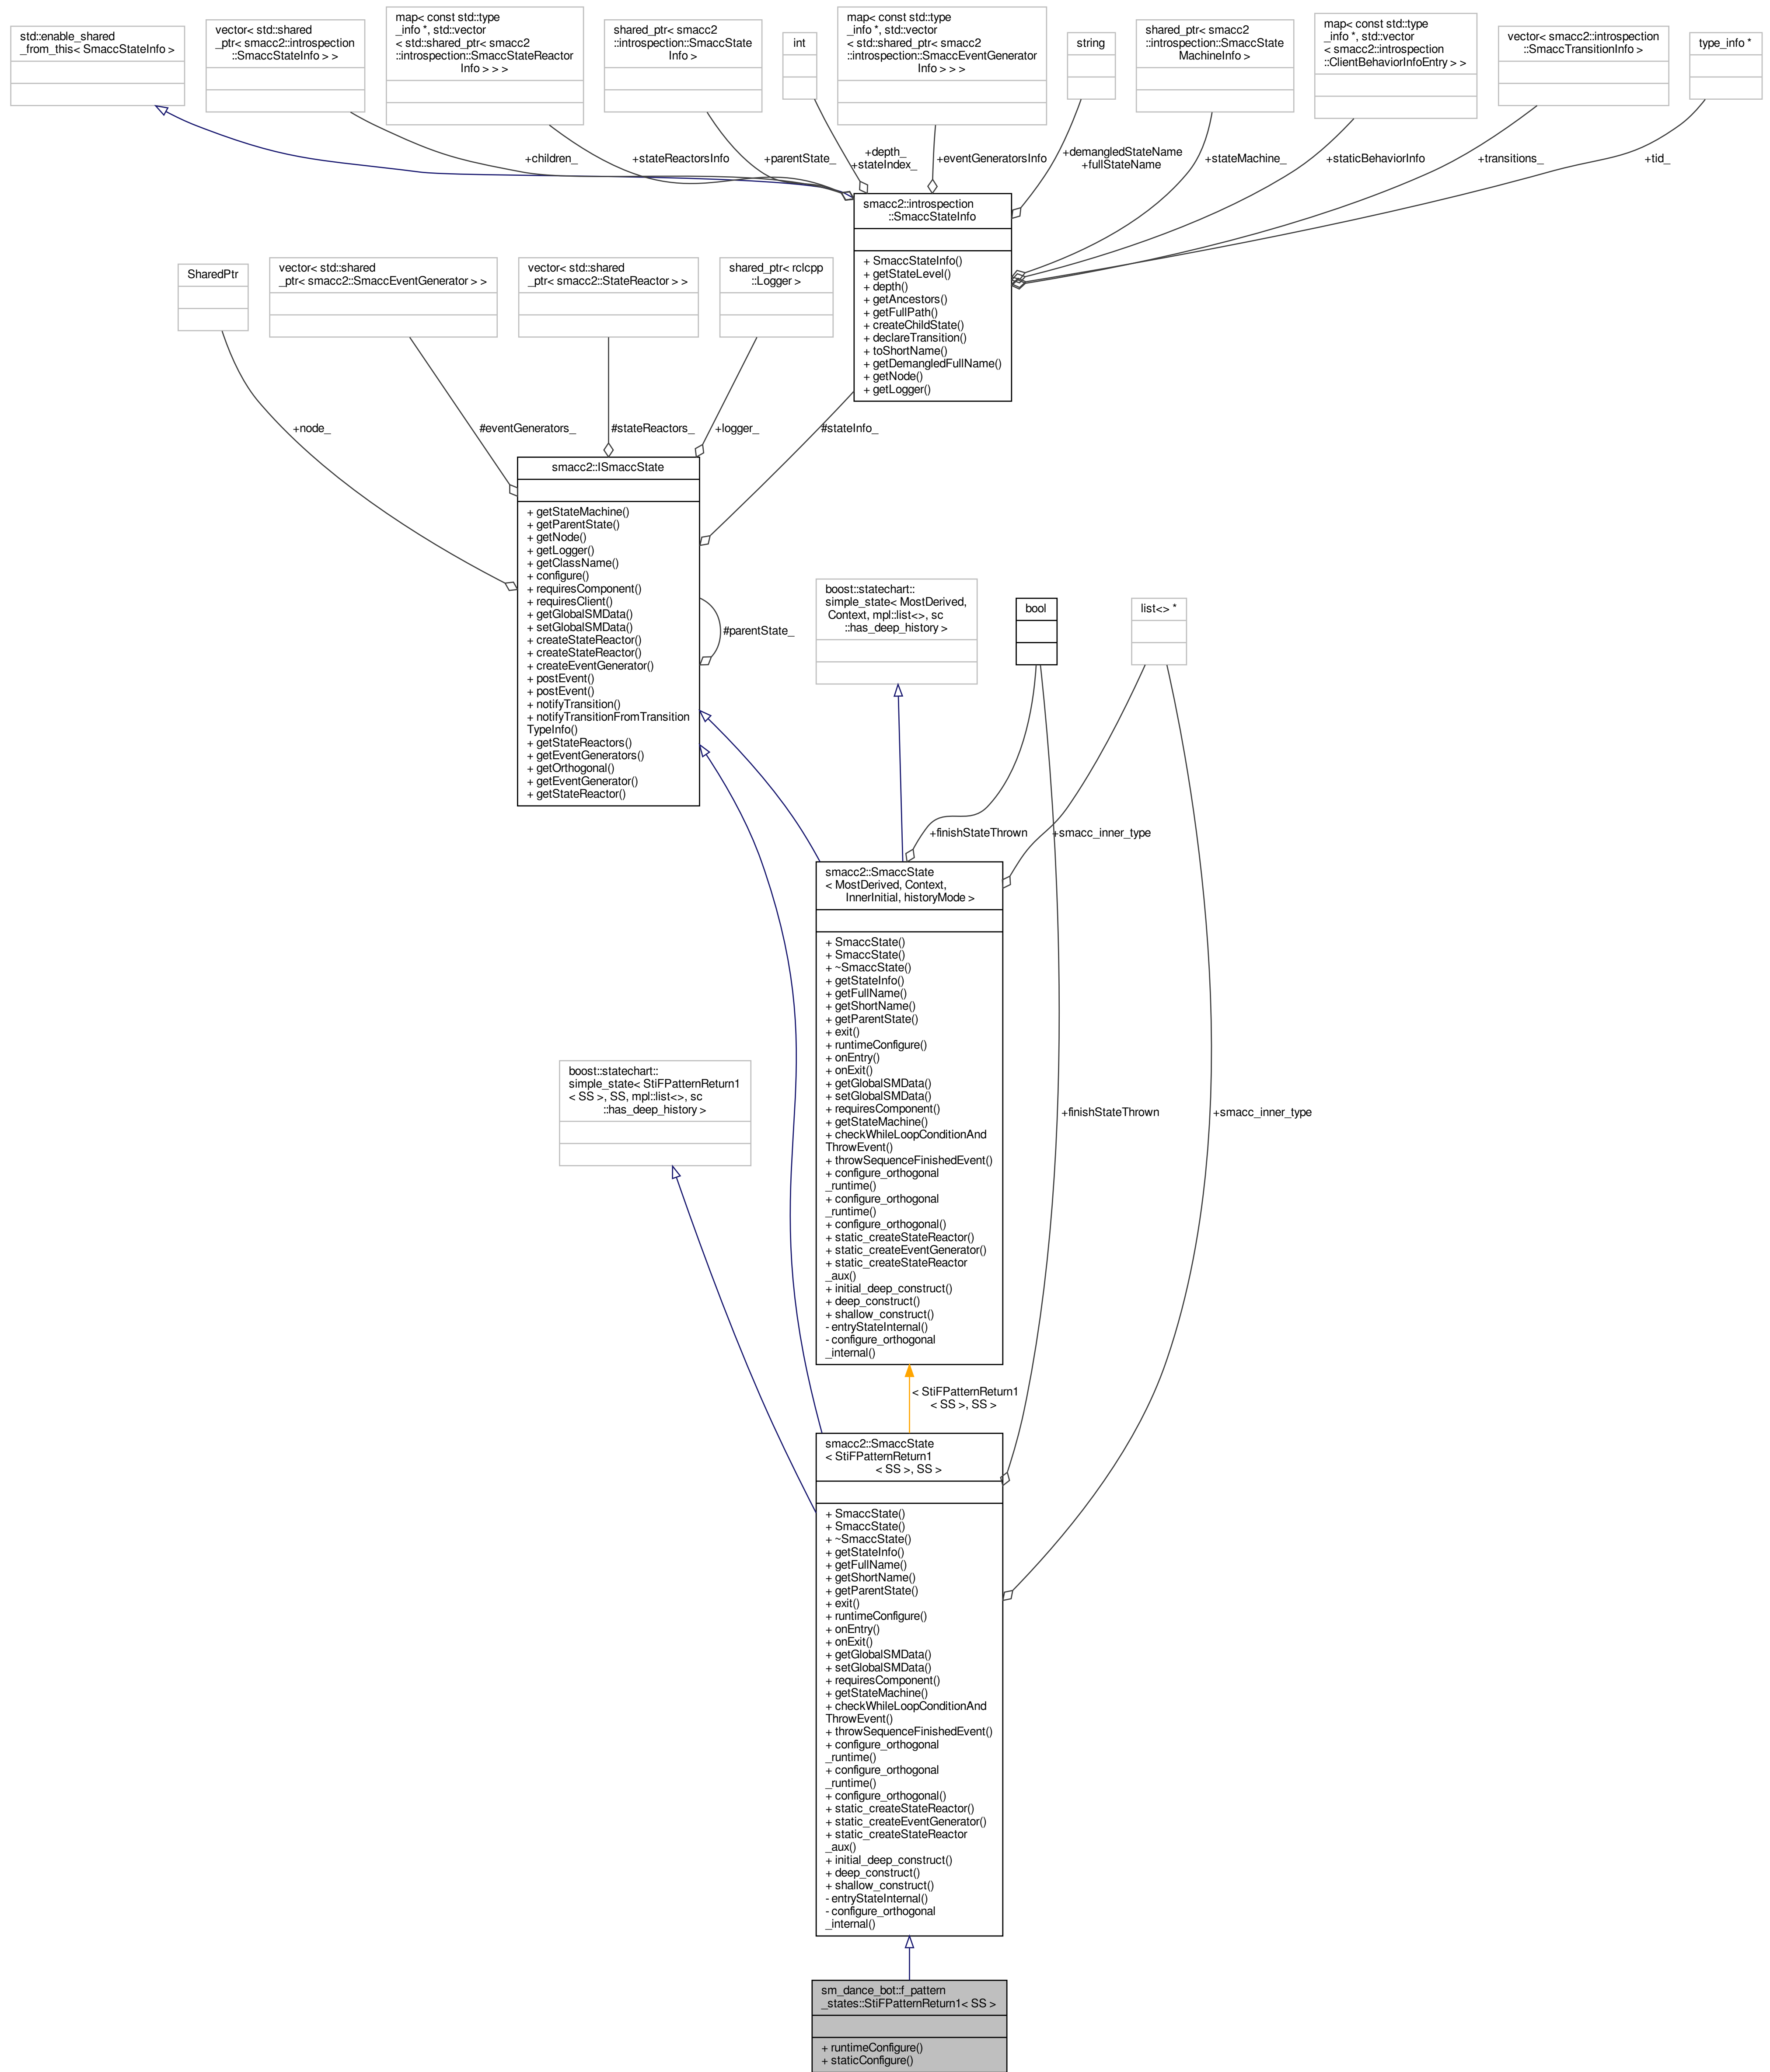 std::enable_shared
_from_this< SmaccStateInfo >
vector< std::shared
_ptr< smacc2::introspection
::SmaccStateInfo > >
map< const std::type
_info *, std::vector
< std::shared_ptr< smacc2
::introspection::SmaccStateReactor
Info > > >
shared_ptr< smacc2
::introspection::SmaccState
Info >
int
map< const std::type
_info *, std::vector
< std::shared_ptr< smacc2
::introspection::SmaccEventGenerator
Info > > >
string
shared_ptr< smacc2
::introspection::SmaccState
MachineInfo >
map< const std::type
_info *, std::vector
< smacc2::introspection
::ClientBehaviorInfoEntry > >
vector< smacc2::introspection
::SmaccTransitionInfo >
type_info *
+children_
+stateReactorsInfo
+parentState_
+depth_
+stateIndex_
+eventGeneratorsInfo
+demangledStateName
+fullStateName
+stateMachine_
+staticBehaviorInfo
+transitions_
+tid_
smacc2::introspection
::SmaccStateInfo
+ SmaccStateInfo()
+ getStateLevel()
+ depth()
+ getAncestors()
+ getFullPath()
+ createChildState()
+ declareTransition()
+ toShortName()
+ getDemangledFullName()
+ getNode()
+ getLogger()
SharedPtr
vector< std::shared
_ptr< smacc2::SmaccEventGenerator > >
vector< std::shared
_ptr< smacc2::StateReactor > >
shared_ptr< rclcpp
::Logger >
+node_
#eventGenerators_
#stateReactors_
+logger_
#stateInfo_
smacc2::ISmaccState
+ getStateMachine()
+ getParentState()
+ getNode()
+ getLogger()
+ getClassName()
+ configure()
+ requiresComponent()
+ requiresClient()
+ getGlobalSMData()
+ setGlobalSMData()
+ createStateReactor()
+ createStateReactor()
+ createEventGenerator()
+ postEvent()
+ postEvent()
+ notifyTransition()
+ notifyTransitionFromTransition
TypeInfo()
+ getStateReactors()
+ getEventGenerators()
+ getOrthogonal()
+ getEventGenerator()
+ getStateReactor()
#parentState_
boost::statechart::
simple_state< MostDerived,
Context, mpl::list<>, sc
::has_deep_history >
bool
list<> *
+finishStateThrown
+smacc_inner_type
smacc2::SmaccState
< MostDerived, Context,
InnerInitial, historyMode >
+ SmaccState()
+ SmaccState()
+ ~SmaccState()
+ getStateInfo()
+ getFullName()
+ getShortName()
+ getParentState()
+ exit()
+ runtimeConfigure()
+ onEntry()
+ onExit()
+ getGlobalSMData()
+ setGlobalSMData()
+ requiresComponent()
+ getStateMachine()
+ checkWhileLoopConditionAnd
ThrowEvent()
+ throwSequenceFinishedEvent()
+ configure_orthogonal
_runtime()
+ configure_orthogonal
_runtime()
+ configure_orthogonal()
+ static_createStateReactor()
+ static_createEventGenerator()
+ static_createStateReactor
_aux()
+ initial_deep_construct()
+ deep_construct()
+ shallow_construct()
- entryStateInternal()
- configure_orthogonal
_internal()
boost::statechart::
simple_state< StiFPatternReturn1
< SS >, SS, mpl::list<>, sc
::has_deep_history >
+finishStateThrown
+smacc_inner_type
< StiFPatternReturn1
< SS >, SS >
smacc2::SmaccState
< StiFPatternReturn1
< SS >, SS >
+ SmaccState()
+ SmaccState()
+ ~SmaccState()
+ getStateInfo()
+ getFullName()
+ getShortName()
+ getParentState()
+ exit()
+ runtimeConfigure()
+ onEntry()
+ onExit()
+ getGlobalSMData()
+ setGlobalSMData()
+ requiresComponent()
+ getStateMachine()
+ checkWhileLoopConditionAnd
ThrowEvent()
+ throwSequenceFinishedEvent()
+ configure_orthogonal
_runtime()
+ configure_orthogonal
_runtime()
+ configure_orthogonal()
+ static_createStateReactor()
+ static_createEventGenerator()
+ static_createStateReactor
_aux()
+ initial_deep_construct()
+ deep_construct()
+ shallow_construct()
- entryStateInternal()
- configure_orthogonal
_internal()
sm_dance_bot::f_pattern
_states::StiFPatternReturn1< SS >
+ runtimeConfigure()
+ staticConfigure()